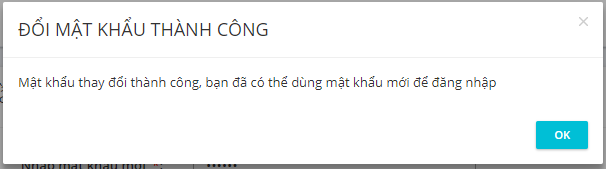 ĐỔI MẬT KHẨU THÀNH CÔNG
Mật khẩu thay đổi thành công, bạn đã có thể dùng mật khẩu mới để đăng nhập
OK